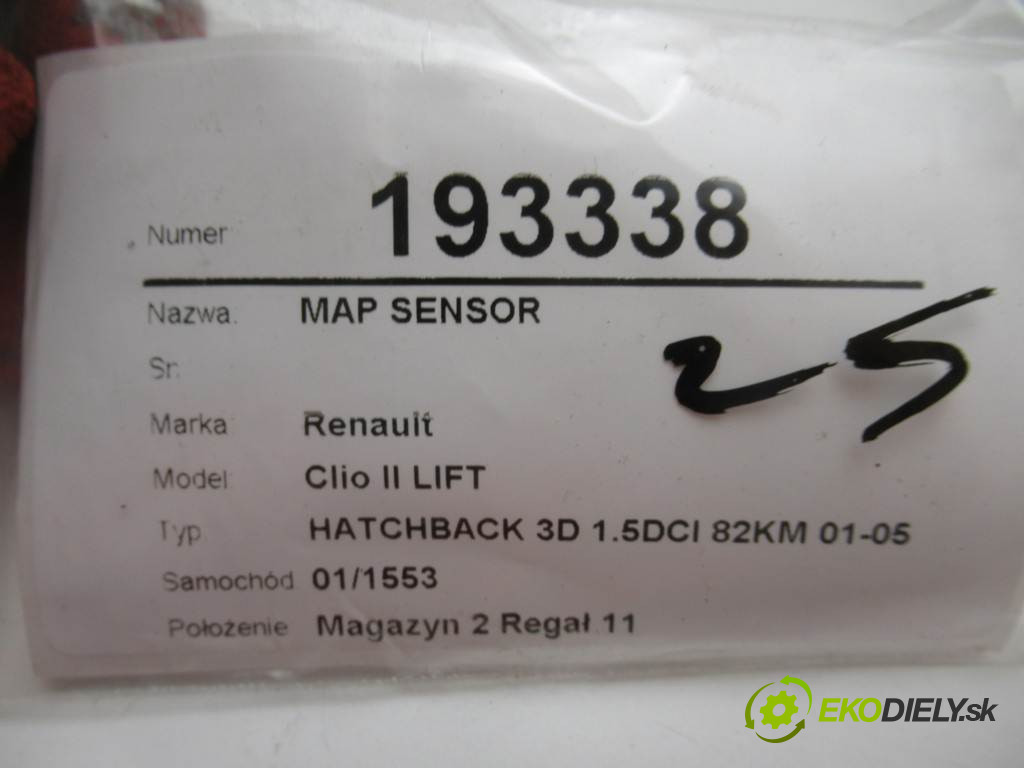 Numer 193338
Nazwa. MAP SENSOR
25
Sr.
Marka Renault
Model Clio II LIFT
Typ. HATCHBACK 3D 1.5DCI 82KM 01-05
Samochód 01/1553
Położenie Magazyn 2 Regał 11
EKODIELY.sk